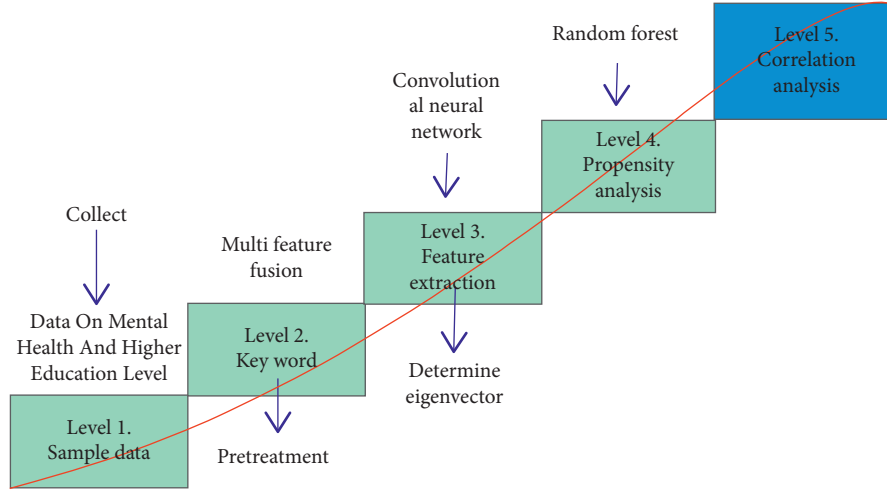 Collect
Data On Mental
Health And Higher
Education Level
Level 1.
Sample data
Multi feature
fusion
Level 2.
Key word
Pretreatment
Convolution
al neural
network
Level 3.
Feature
extraction
Determine
eigenvector
Random forest
Level 4.
Propensity
analysis
Level 5.
Correlation
analysis